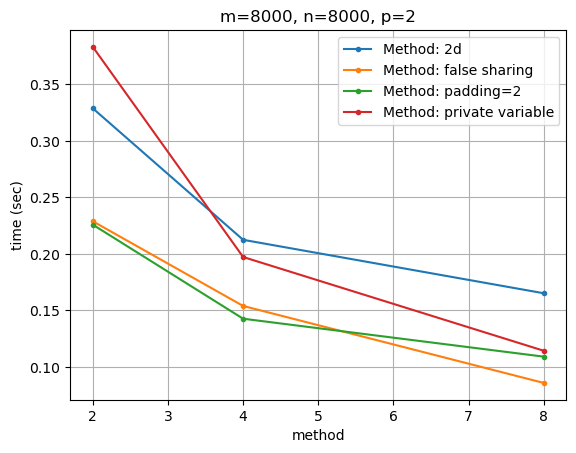 m=8000, n=8000, p=2
Method: 2d
Method: false sharing
Method: padding=2
Method: private variable
time (sec)
0.35
0.30
0.25
0.20
0.15
0.10
2 3 4 5 6 7 8
method